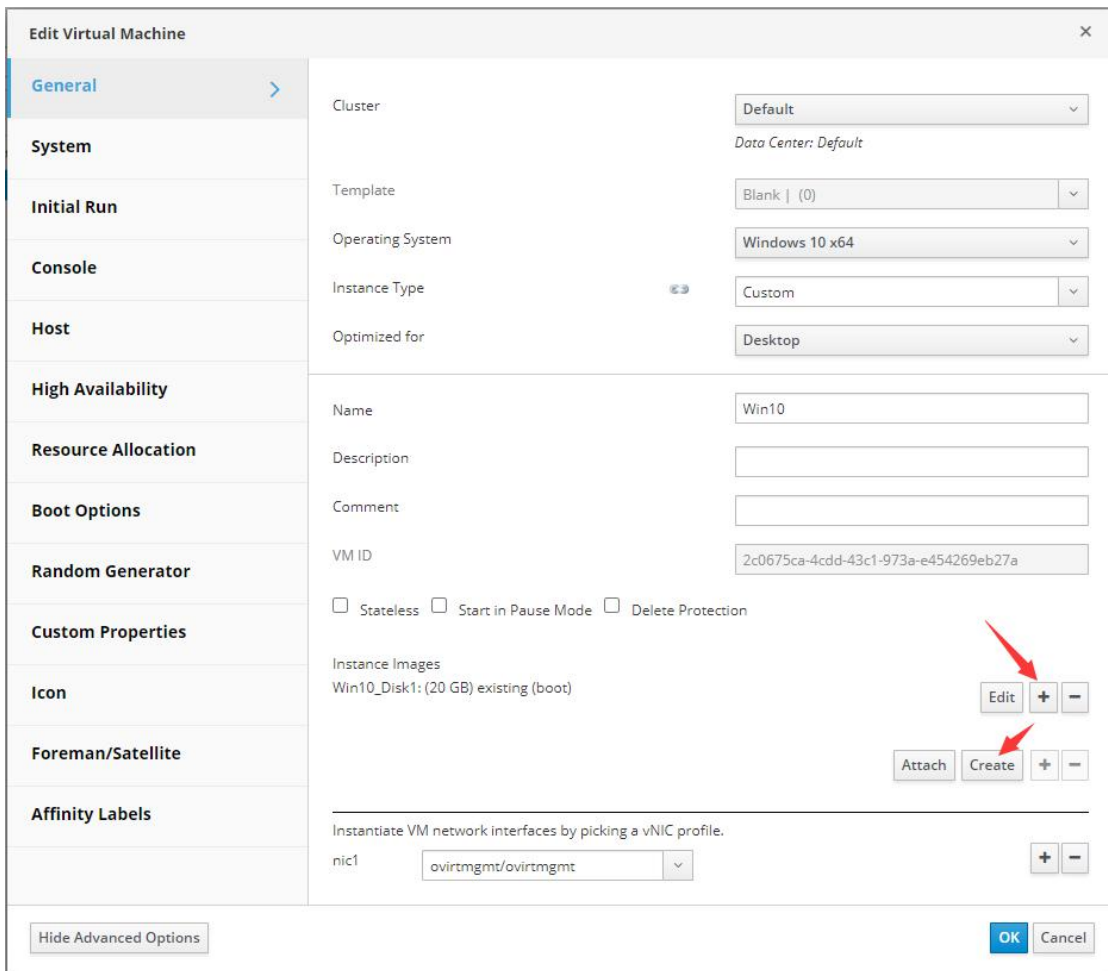 Edit Virtual Machine
General
System
Initial Run
Console
Host
High Availability
Resource Allocation
Boot Options
Random Generator
Custom Properties
Icon
Foreman/Satellite
Affinity Labels
Cluster
Default
Data Center: Default
Template
Blank | (0)
Operating System
Windows 10 x64
Instance Type
Custom
Optimized for
Desktop
Name
Win10
Description
Comment
VM ID
2c0675ca-4cdd-43c1-973a-e454269eb27a
Stateless Start in Pause Mode Delete Protection
Instance Images
Win10_Disk1: (20 GB) existing (boot)
Edit + −
Attach Create + −
Instantiate VM network interfaces by picking a vNIC profile.
nic1 ovirtmgmt/ovirtmgmt + −
Hide Advanced Options
OK Cancel